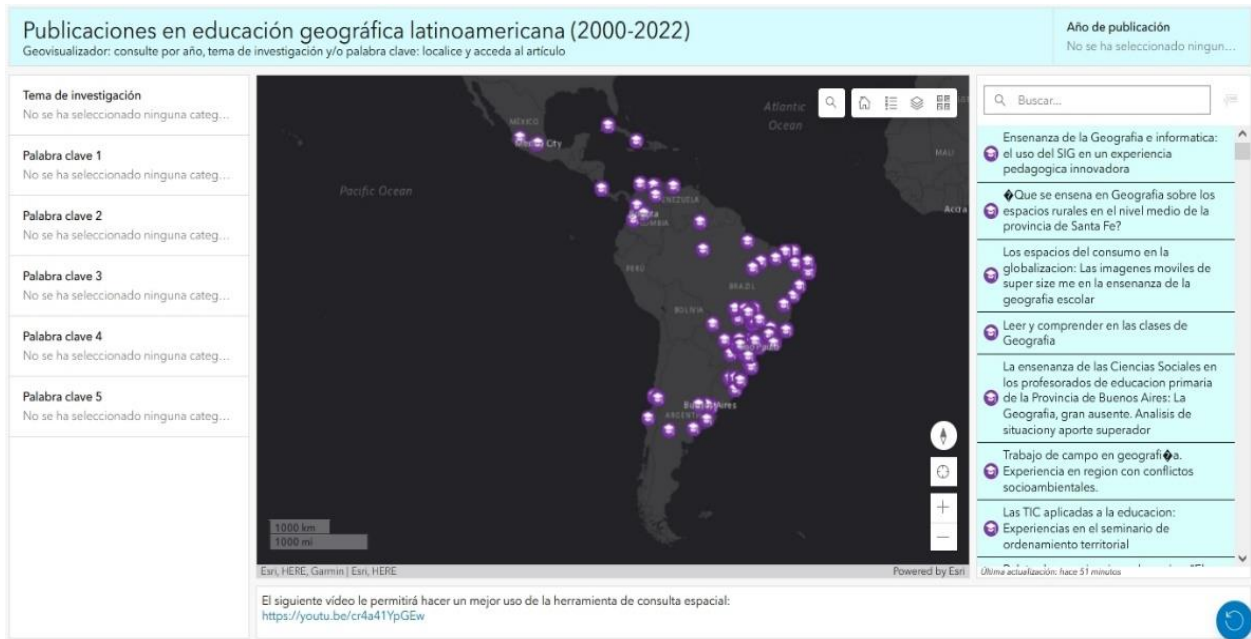 Publicaciones en educación geográfica latinoamericana (2000-2022)
Geovisualizador: consulte por año, tema de investigación y/o palabra clave: localice y acceda al artículo
Año de publicación
No se ha seleccionado ningun...
Tema de investigación
No se ha seleccionado ninguna categ...
Palabra clave 1
No se ha seleccionado ninguna categ...
Palabra clave 2
No se ha seleccionado ninguna categ...
Palabra clave 3
No se ha seleccionado ninguna categ...
Palabra clave 4
No se ha seleccionado ninguna categ...
Palabra clave 5
No se ha seleccionado ninguna categ...
Atlantic
Ocean
MÉXICO
City
MALI
Pacific Ocean
Accra
PERÚ
BRAZIL
BOLIVIA
1000 km
1000 mi
Esri, HERE, Garmin | Esri, HERE
Powered by Esri
Buscar...
Ensenanza de la Geografia e informatica:
el uso del SIG en un experiencia
pedagogica innovadora
�Que se ensena en Geografia sobre los
espacios rurales en el nivel medio de la
provincia de Santa Fe?
Los espacios del consumo en la
globalizacion: Las imagenes moviles de
super size me en la ensenanza de la
geografia escolar
Leer y comprender en las clases de
Geografia
La ensenanza de las Ciencias Sociales en
los profesorados de educacion primaria
de la Provincia de Buenos Aires: La
Geografia, gran ausente. Analisis de
situaciony aporte superador
Trabajo de campo en geografi�a.
Experiencia en region con conflictos
socioambientales.
Las TIC aplicadas a la educacion:
Experiencias en el seminario de
ordenamiento territorial
Última actualización: hace 51 minutos
El siguiente vídeo le permitirá hacer un mejor uso de la herramienta de consulta espacial:
https://youtu.be/cr4a41YpGEw